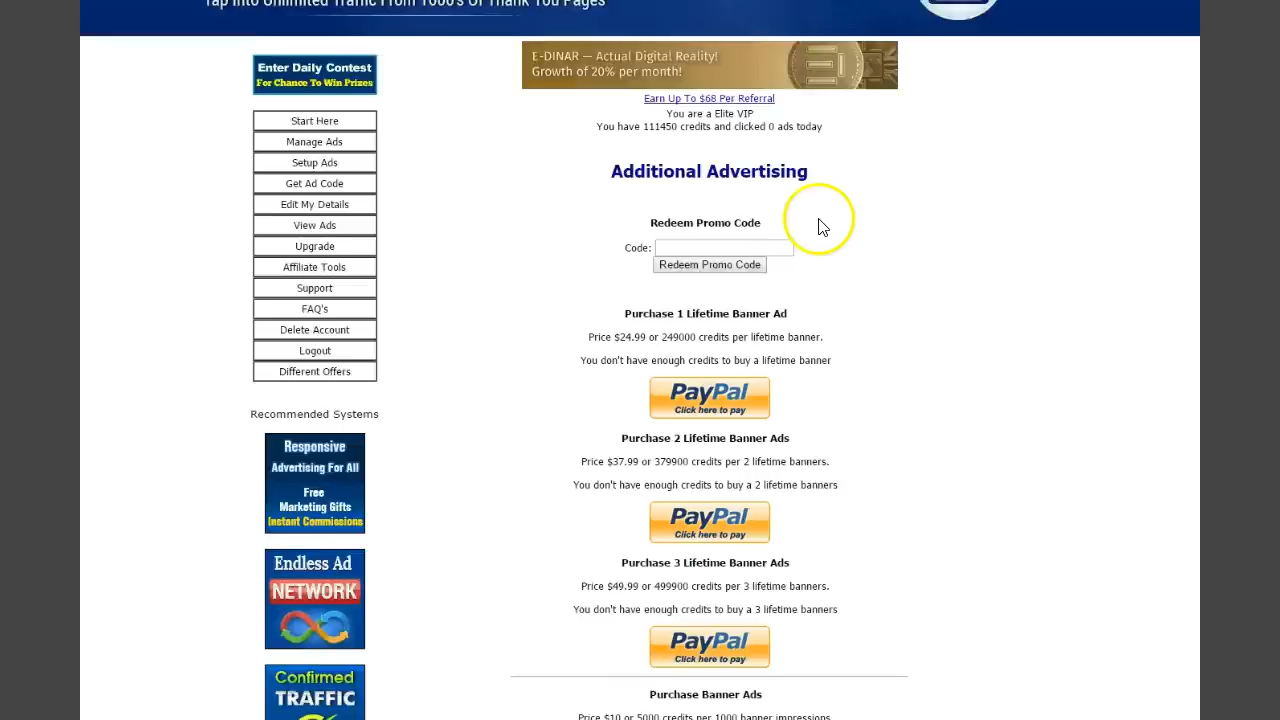 Tap Into Unlimited Traffic From 1000's Of Thank You Pages
Enter Daily Contest
For Chance To Win Prizes
Start Here
Manage Ads
Setup Ads
Get Ad Code
Edit My Details
View Ads
Upgrade
Affiliate Tools
Support
FAQ's
Delete Account
Logout
Different Offers
Recommended Systems
Responsive
Advertising For All
Free
Marketing Gifts
Instant Commissions
Endless Ad
NETWORK
Confirmed
TRAFFIC
E-DINAR — Actual Digital Reality!
Growth of 20% per month!
Earn Up To $68 Per Referral
You are a Elite VIP
You have 111450 credits and clicked 0 ads today
Additional Advertising
Redeem Promo Code
Code:
Redeem Promo Code
Purchase 1 Lifetime Banner Ad
Price $24.99 or 249000 credits per lifetime banner.
You don't have enough credits to buy a lifetime banner
PayPal
Click here to pay
Purchase 2 Lifetime Banner Ads
Price $37.99 or 379900 credits per 2 lifetime banners.
You don't have enough credits to buy a 2 lifetime banners
PayPal
Click here to pay
Purchase 3 Lifetime Banner Ads
Price $49.99 or 499900 credits per 3 lifetime banners.
You don't have enough credits to buy a 3 lifetime banners
PayPal
Click here to pay
Purchase Banner Ads
Price $10 or 5000 credits per 1000 banner impressions